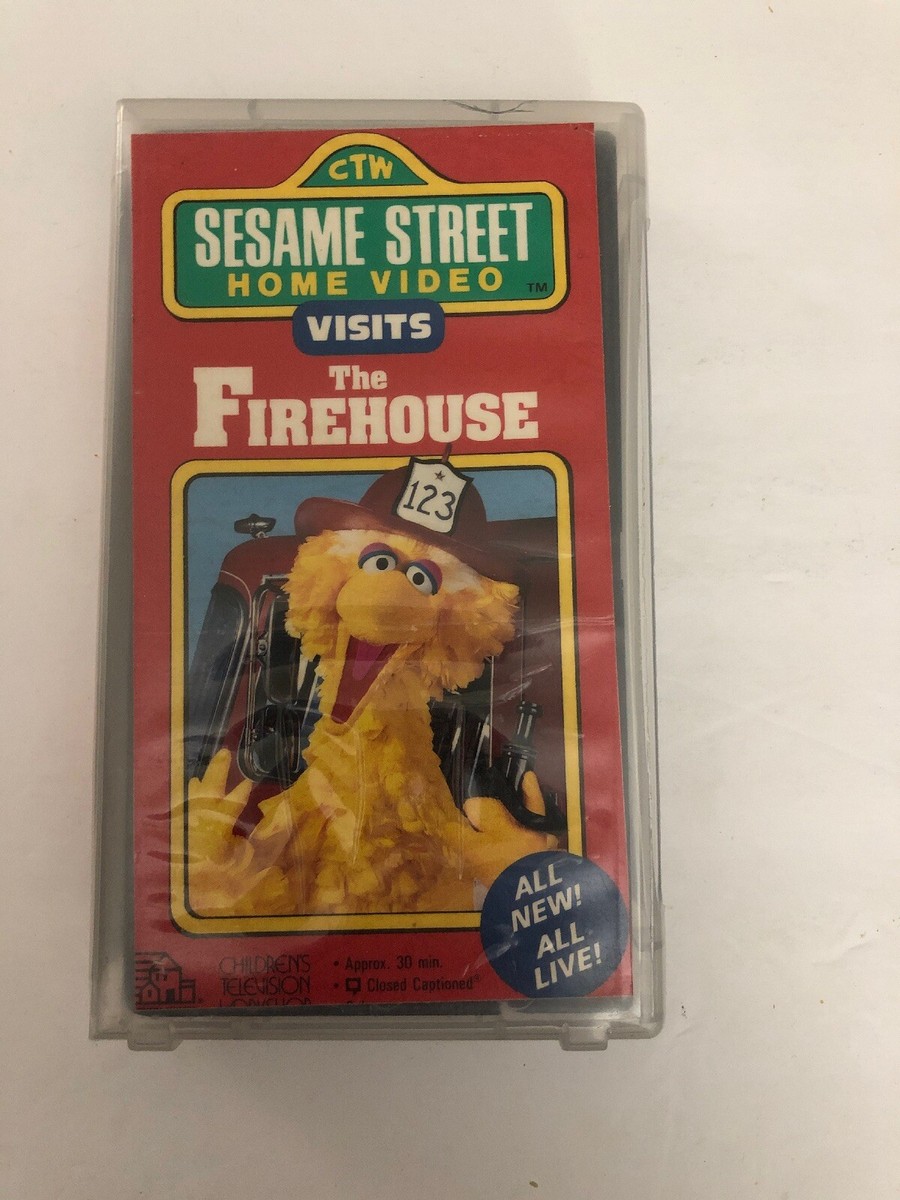 CTW
SESAME STREET
HOME VIDEO TM
VISITS
The
FIREHOUSE
123
ALL
NEW!
ALL
LIVE!
CHILDREN'S
TELEVISION
WORKSHOP
• Approx. 30 min.
• Closed Captioned